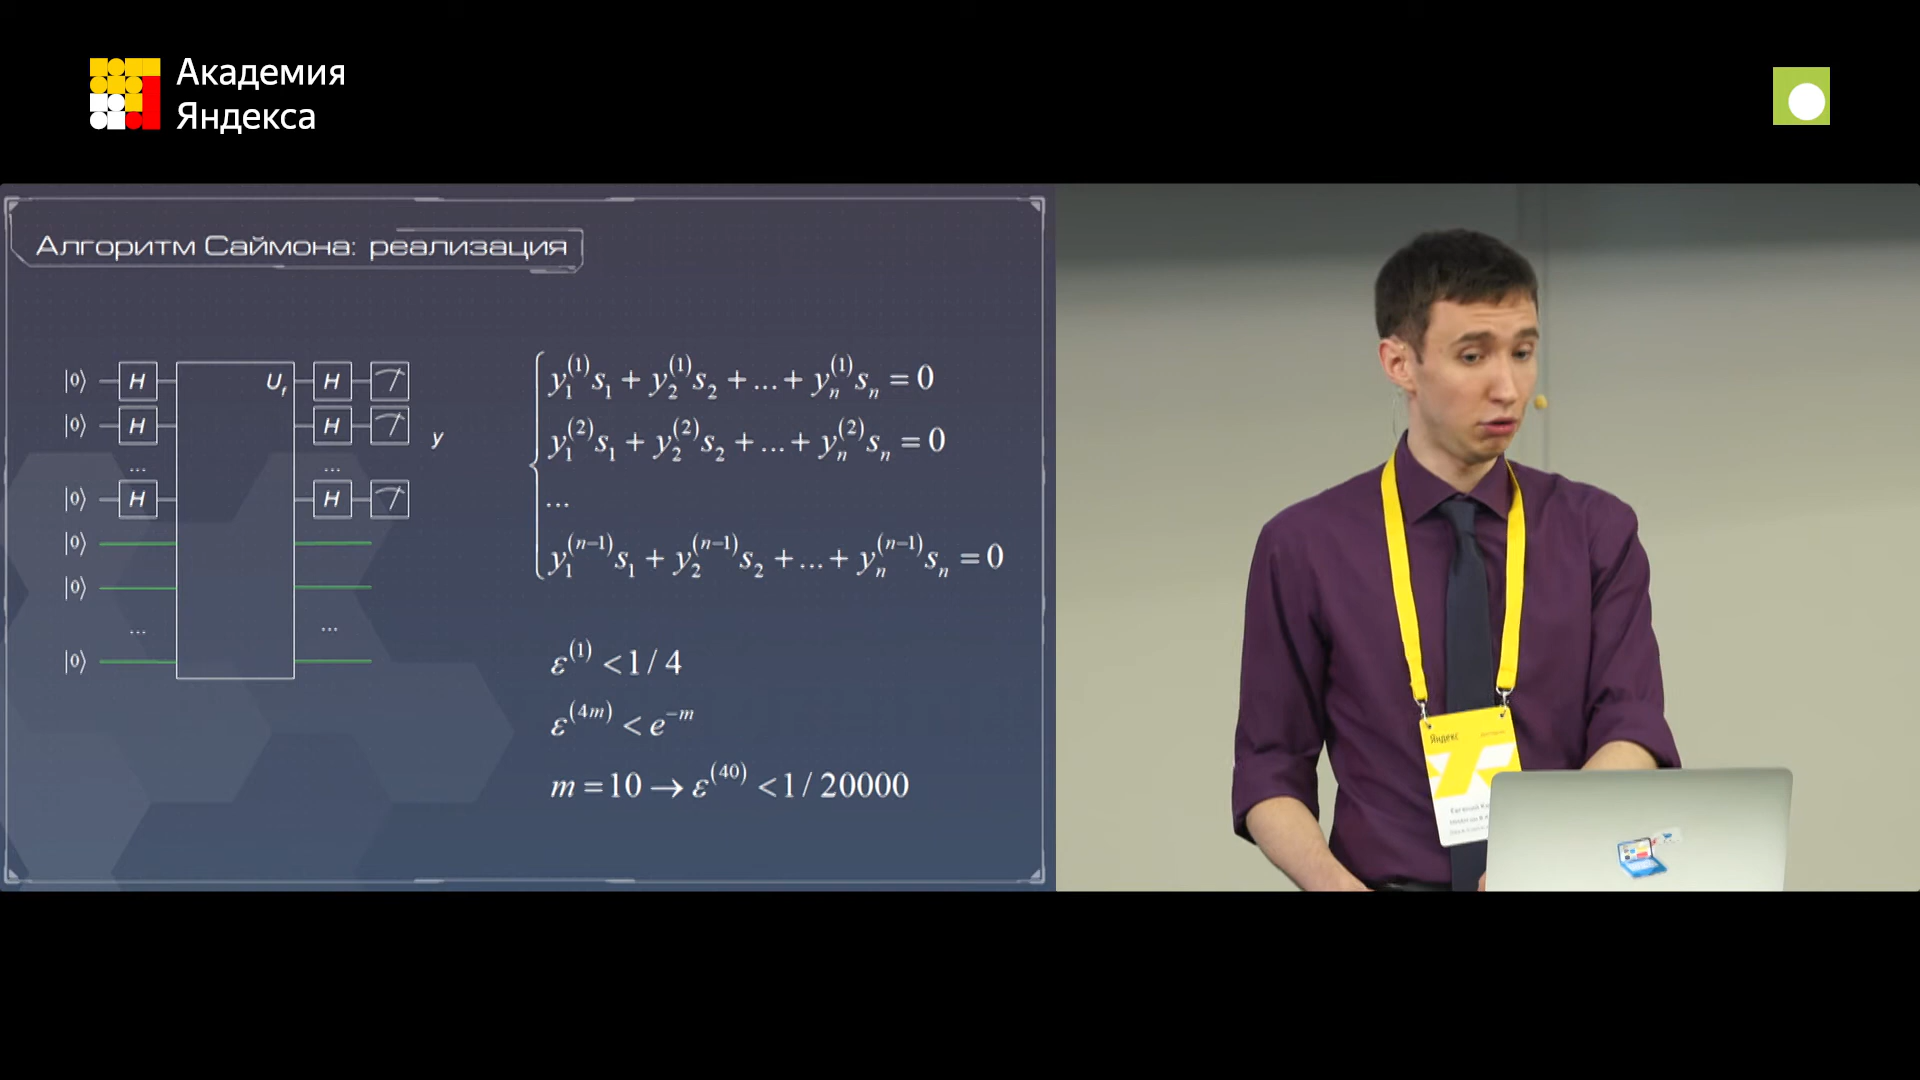 Академия
Яндекса
Алгоритм Саймона: реализация
|0⟩ H U_f H
|0⟩ H H
y
... ...
|0⟩ H H
|0⟩
|0⟩
... ...
|0⟩
y_1^{(1)}s_1 + y_2^{(1)}s_2 + ... + y_n^{(1)}s_n = 0
y_1^{(2)}s_1 + y_2^{(2)}s_2 + ... + y_n^{(2)}s_n = 0
...
y_1^{(n-1)}s_1 + y_2^{(n-1)}s_2 + ... + y_n^{(n-1)}s_n = 0
ε^{(1)} < 1 / 4
ε^{(4m)} < e^{-m}
m = 10 → ε^{(40)} < 1 / 20000
Яндекс
Евгений